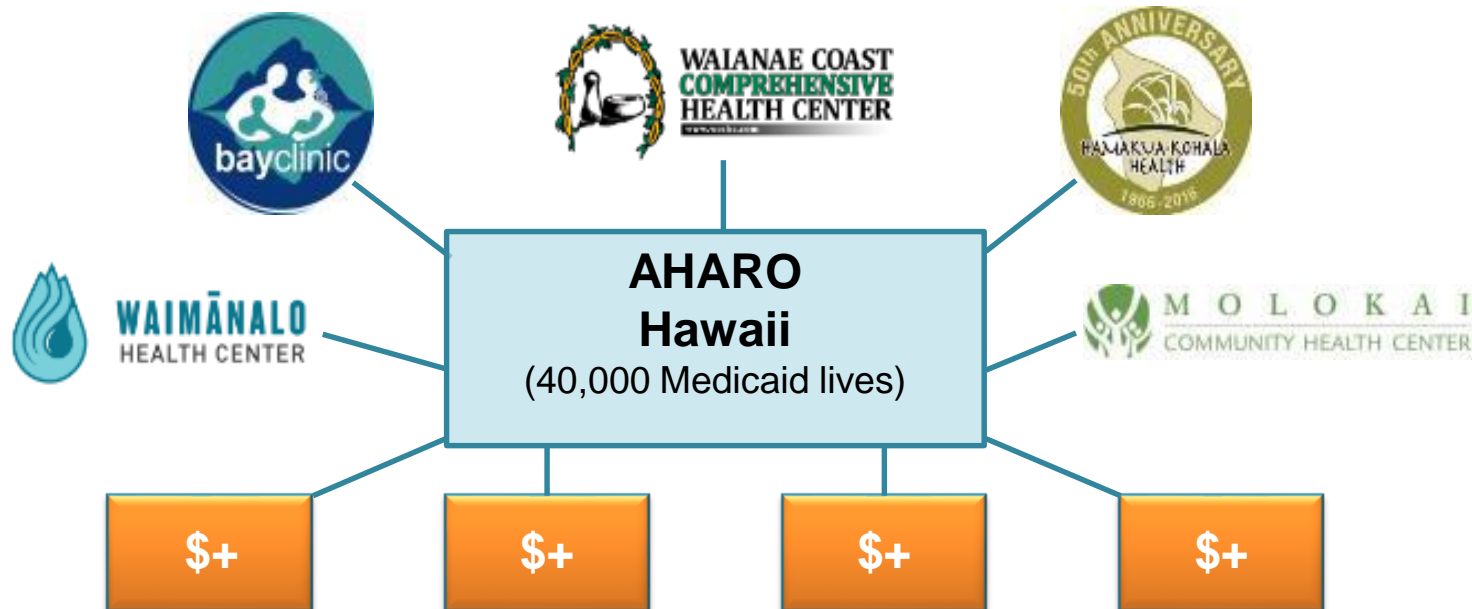 bayclinic
WAIANAE COAST
COMPREHENSIVE
HEALTH CENTER
50th ANNIVERSARY
HAMAKUA-KOHALA
HEALTH
1966-2016
AHARO
Hawaii
(40,000 Medicaid lives)
WAIMĀNALO
HEALTH CENTER
MOLOKAI
COMMUNITY HEALTH CENTER
$+
$+
$+
$+